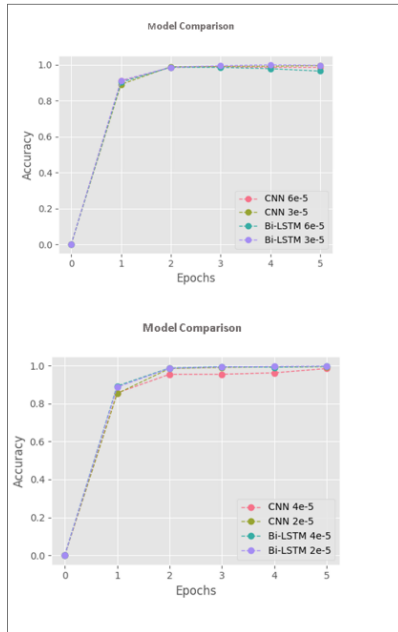 Model Comparison
1.0
0.8
0.6
0.4
0.2
0.0
Accuracy
CNN 6e-5
CNN 3e-5
Bi-LSTM 6e-5
Bi-LSTM 3e-5
0 1 2 3 4 5
Epochs
Model Comparison
1.0
0.8
0.6
0.4
0.2
0.0
Accuracy
CNN 4e-5
CNN 2e-5
Bi-LSTM 4e-5
Bi-LSTM 2e-5
0 1 2 3 4 5
Epochs